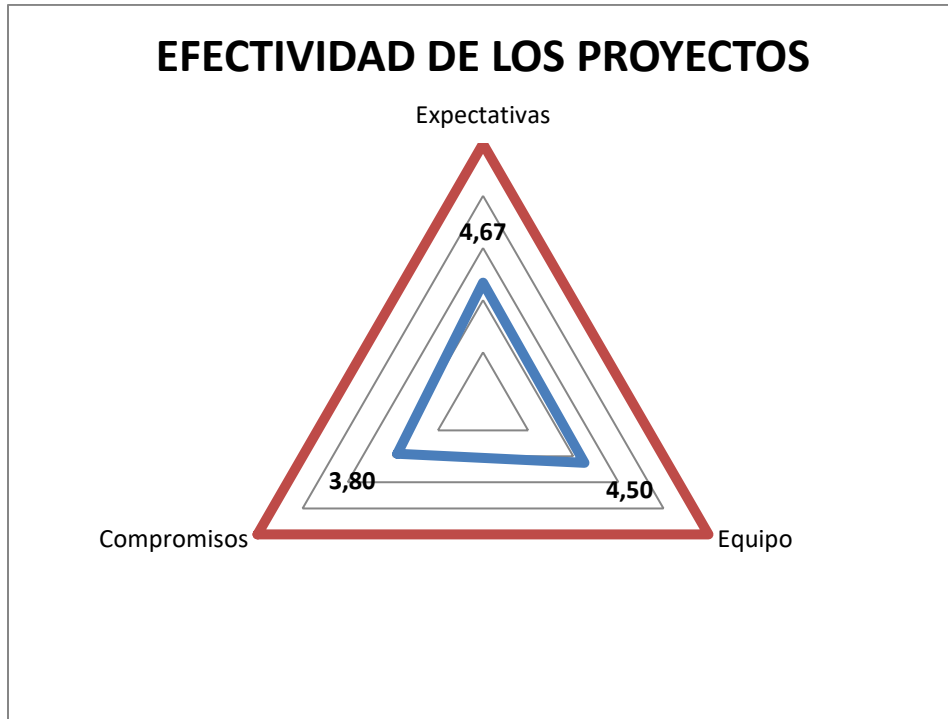 EFECTIVIDAD DE LOS PROYECTOS
Expectativas
4,67
3,80
4,50
Compromisos
Equipo